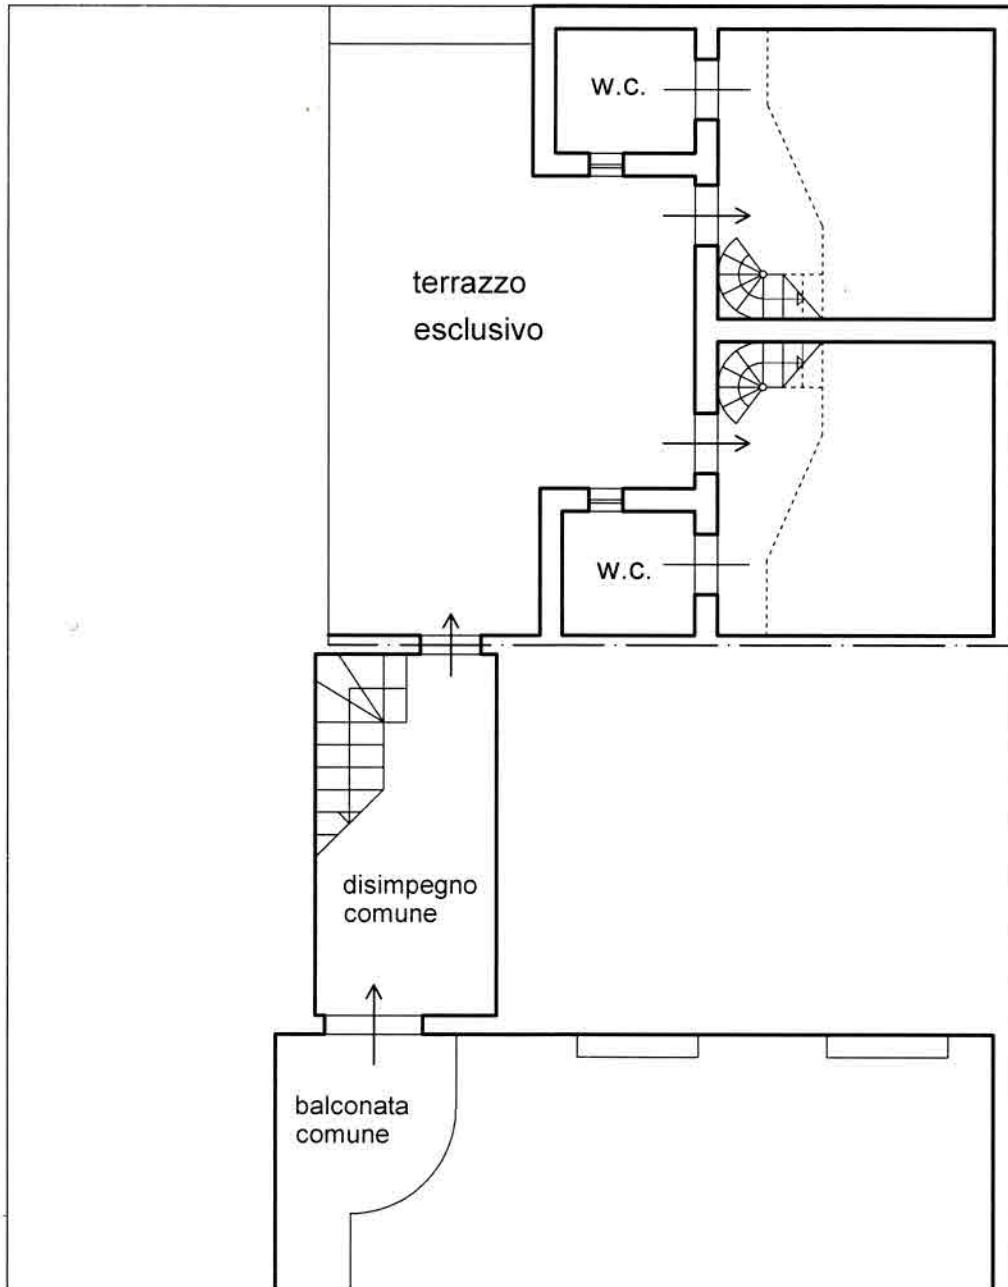 w.c.
terrazzo
esclusivo
w.c.
disimpegno
comune
balconata
comune